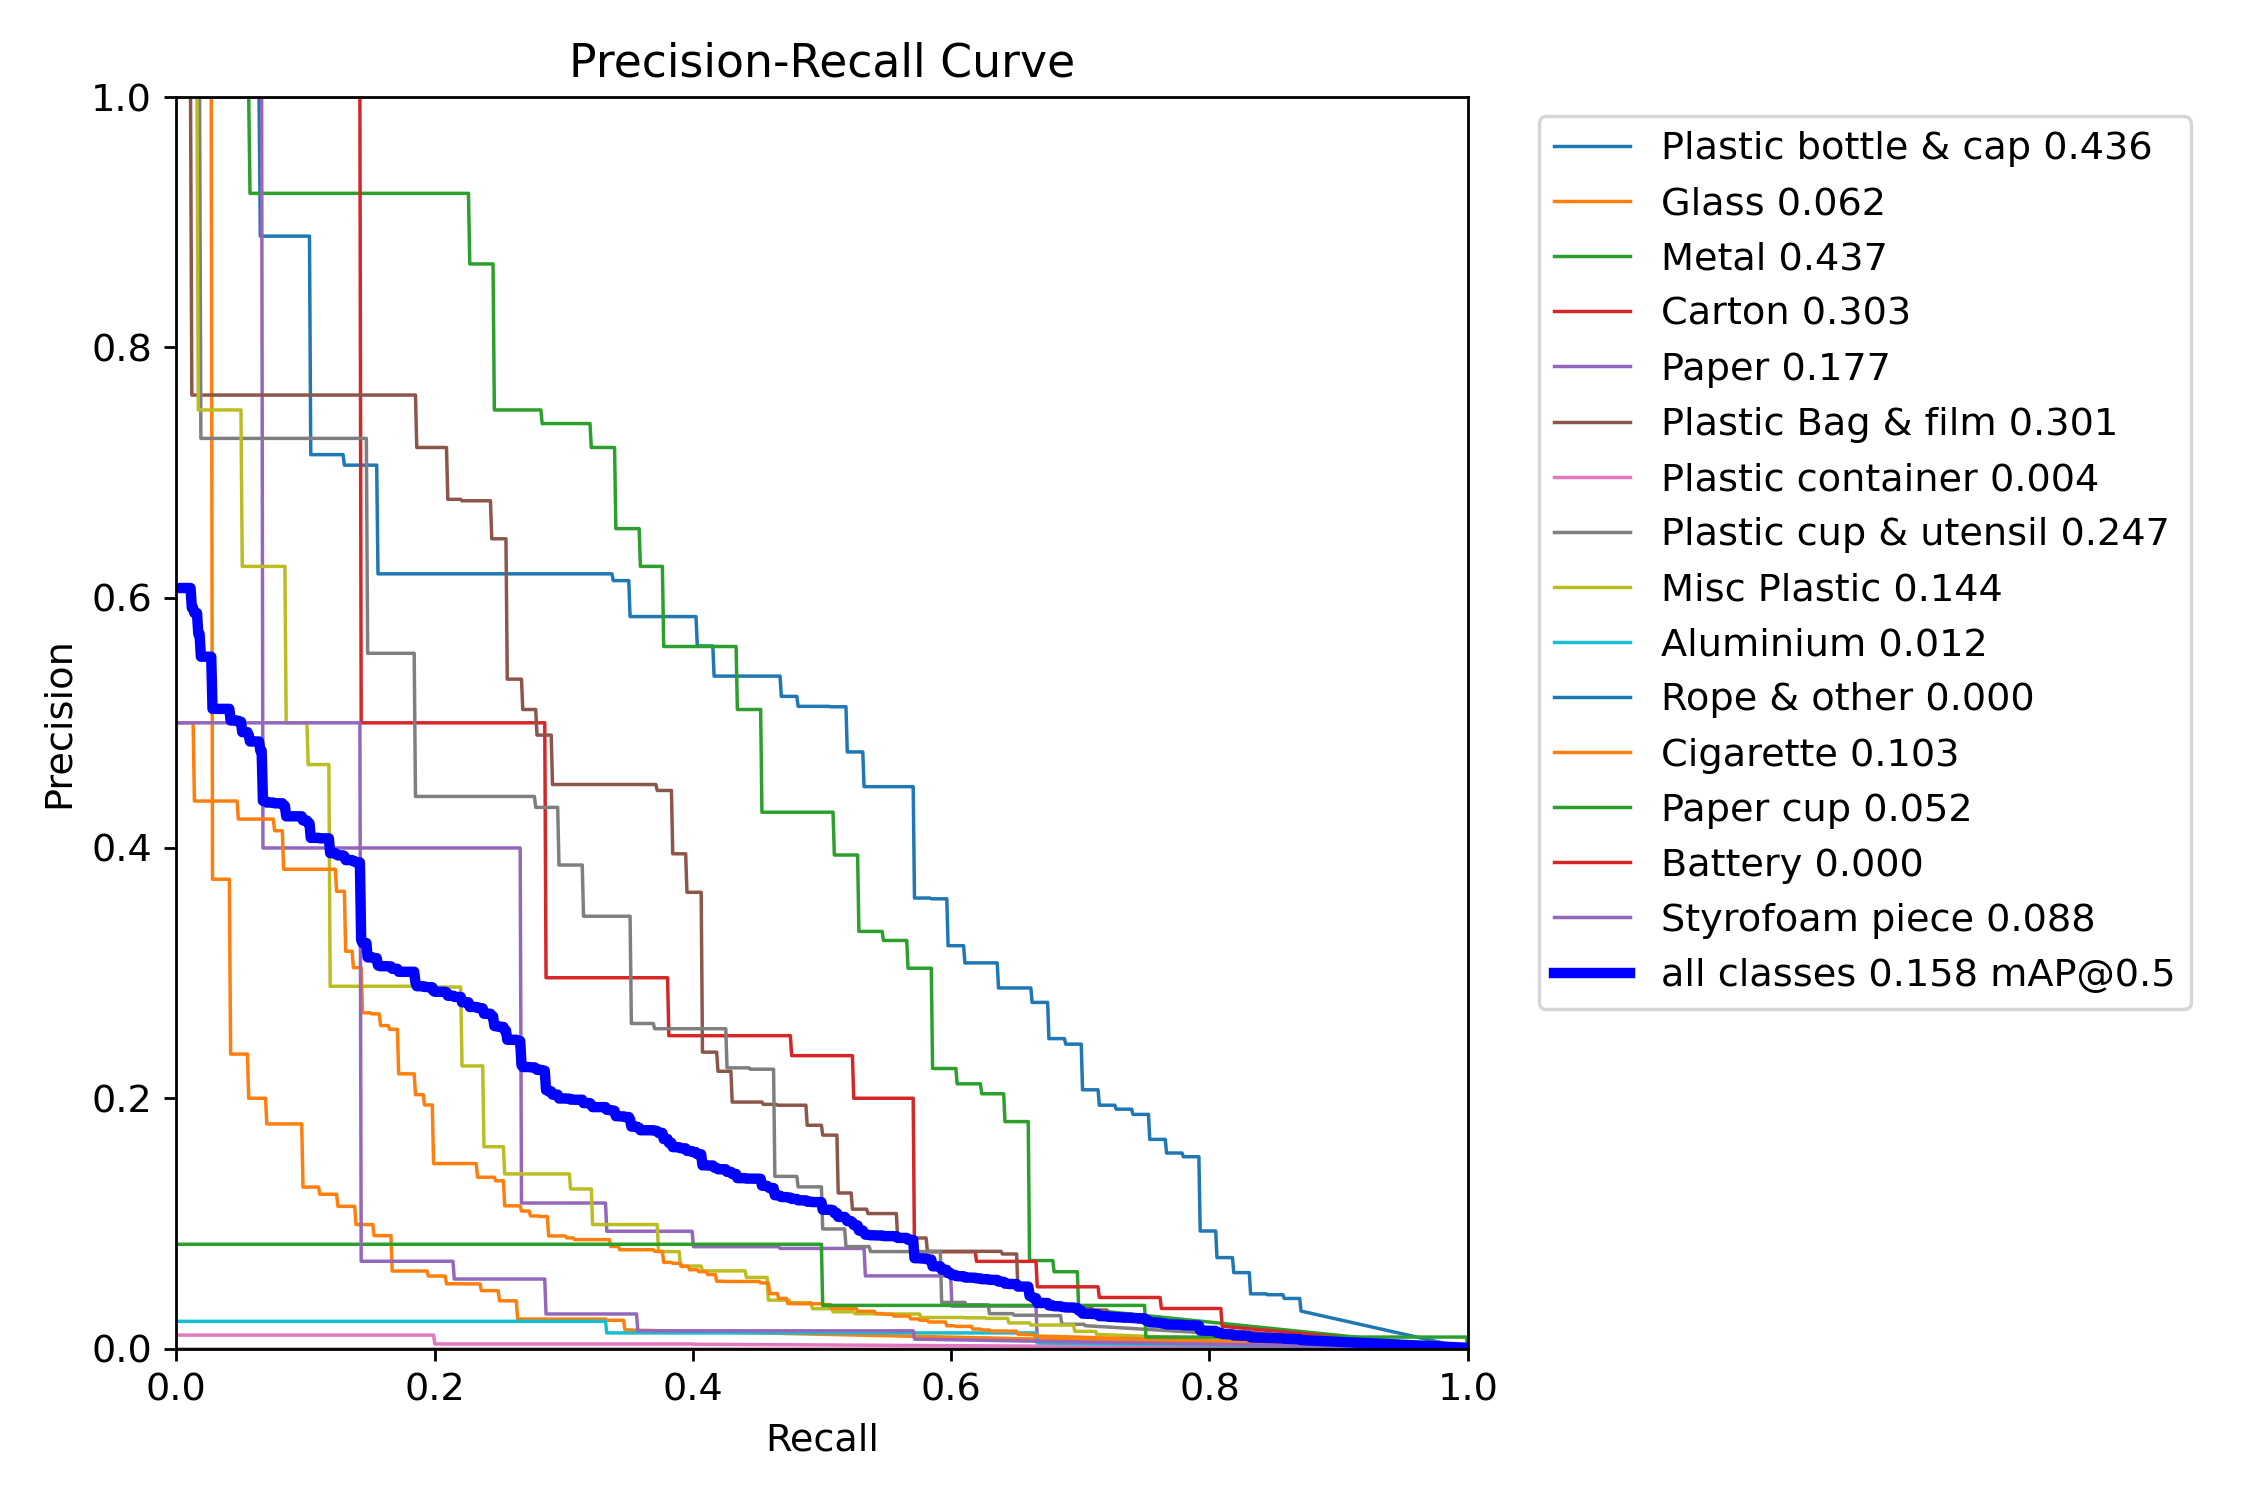 Precision-Recall Curve
1.0
0.8
0.6
0.4
0.2
0.0
Precision
0.0 0.2 0.4 0.6 0.8 1.0
Recall
Plastic bottle & cap 0.436
Glass 0.062
Metal 0.437
Carton 0.303
Paper 0.177
Plastic Bag & film 0.301
Plastic container 0.004
Plastic cup & utensil 0.247
Misc Plastic 0.144
Aluminium 0.012
Rope & other 0.000
Cigarette 0.103
Paper cup 0.052
Battery 0.000
Styrofoam piece 0.088
all classes 0.158 mAP@0.5